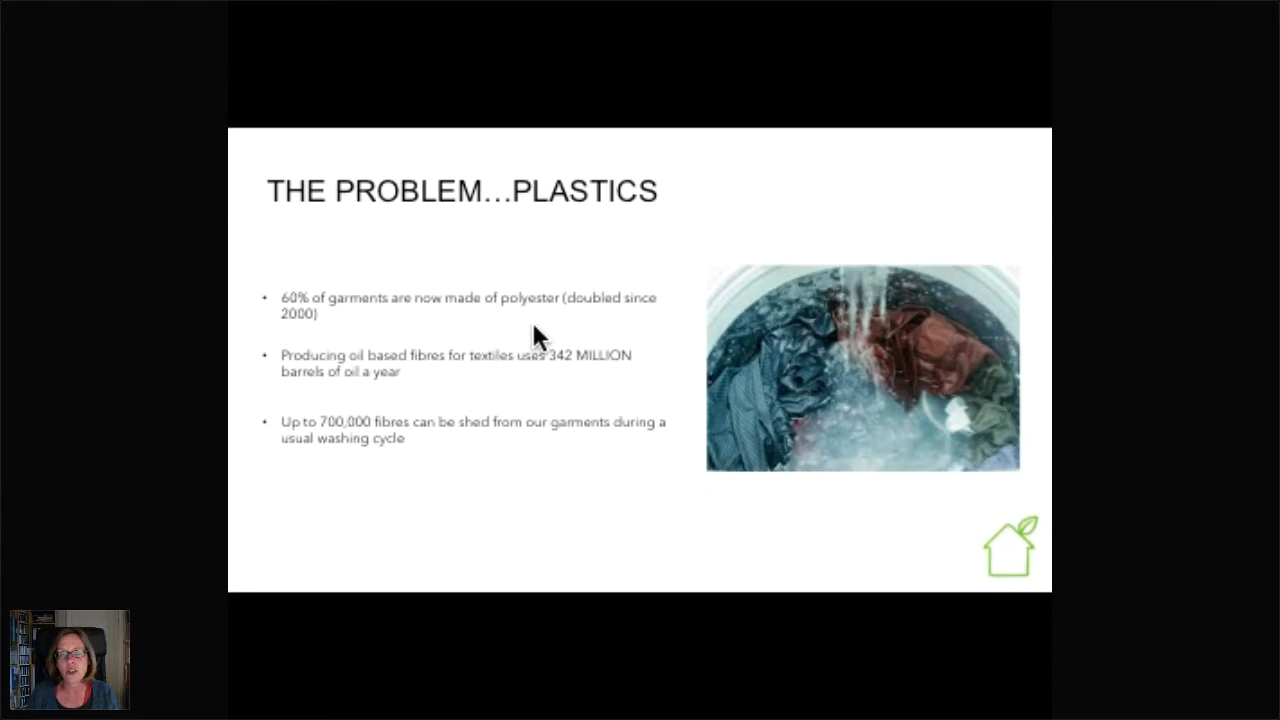 THE PROBLEM…PLASTICS
• 60% of garments are now made of polyester (doubled since
2000)
• Producing oil based fibres for textiles uses 342 MILLION
barrels of oil a year
• Up to 700,000 fibres can be shed from our garments during a
usual washing cycle